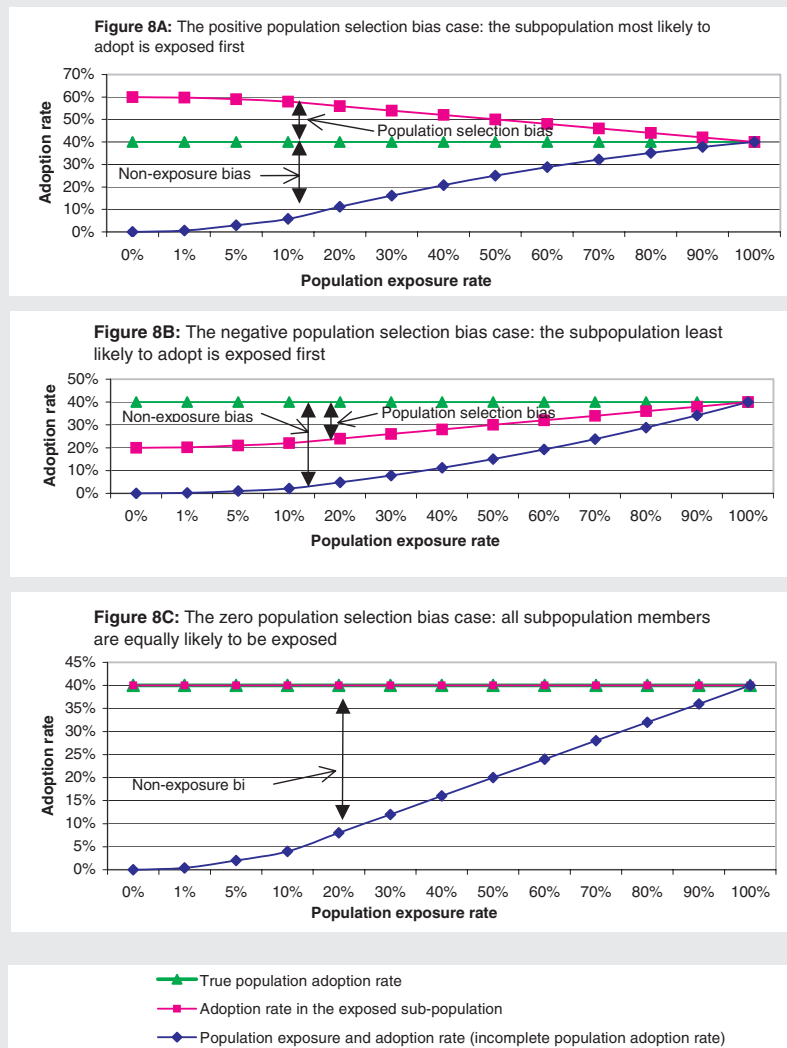 Figure 8A: The positive population selection bias case: the subpopulation most likely to
adopt is exposed first
70%
60%
50%
40%
30%
20%
10%
0%
Adoption rate
Population selection bias
Non-exposure bias
0% 1% 5% 10% 20% 30% 40% 50% 60% 70% 80% 90% 100%
Population exposure rate
Figure 8B: The negative population selection bias case: the subpopulation least
likely to adopt is exposed first
50%
40%
30%
20%
10%
0%
Adoption rate
Non-exposure bias
Population selection bias
0% 1% 5% 10% 20% 30% 40% 50% 60% 70% 80% 90% 100%
Population exposure rate
Figure 8C: The zero population selection bias case: all subpopulation members
are equally likely to be exposed
45%
40%
35%
30%
25%
20%
15%
10%
5%
0%
Adoption rate
Non-exposure bi
0% 1% 5% 10% 20% 30% 40% 50% 60% 70% 80% 90% 100%
Population exposure rate
True population adoption rate
Adoption rate in the exposed sub-population
Population exposure and adoption rate (incomplete population adoption rate)